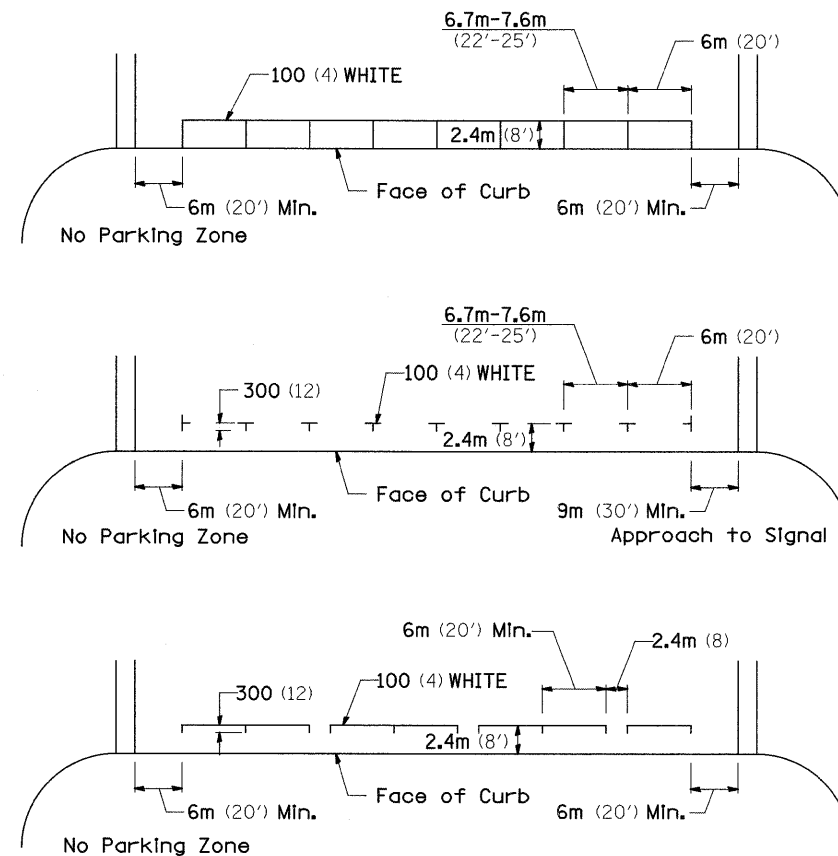 6.7m-7.6m
(22'-25')
6m (20')
100 (4) WHITE
2.4m (8')
Face of Curb
6m (20') Min.
6m (20') Min.
No Parking Zone
6.7m-7.6m
(22'-25')
6m (20')
300 (12)
100 (4) WHITE
2.4m (8')
Face of Curb
6m (20') Min.
9m (30') Min.
No Parking Zone
Approach to Signal
6m (20') Min.
2.4m (8)
300 (12)
100 (4) WHITE
2.4m (8')
Face of Curb
6m (20') Min.
6m (20') Min.
No Parking Zone